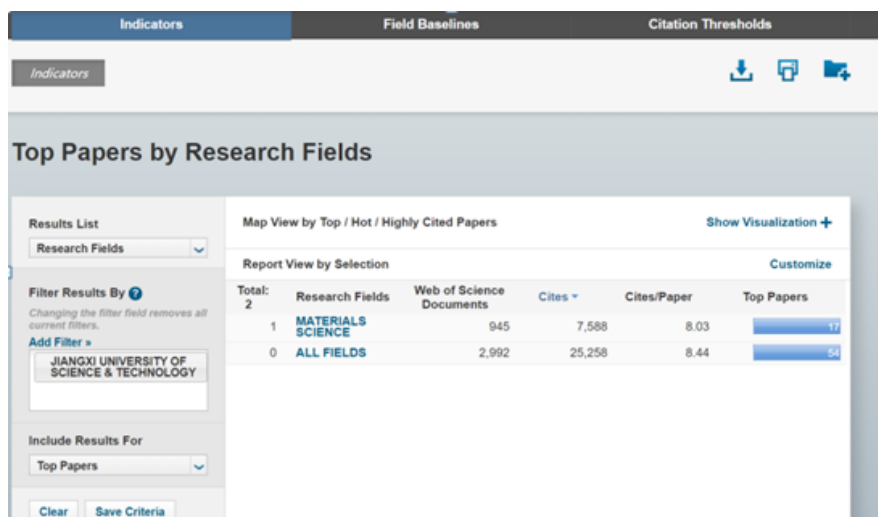 Indicators Field Baselines Citation Thresholds
Indicators
Top Papers by Research Fields
Results List
Research Fields
Filter Results By ?
Changing the filter field removes all
current filters.
Add Filter »
JIANGXI UNIVERSITY OF
SCIENCE & TECHNOLOGY
Include Results For
Top Papers
Clear Save Criteria
Map View by Top / Hot / Highly Cited Papers Show Visualization +
Report View by Selection Customize
Total:
2 Research Fields Web of Science
Documents Cites Cites/Paper Top Papers
1 MATERIALS
SCIENCE 945 7,588 8.03 17
0 ALL FIELDS 2,992 25,258 8.44 54